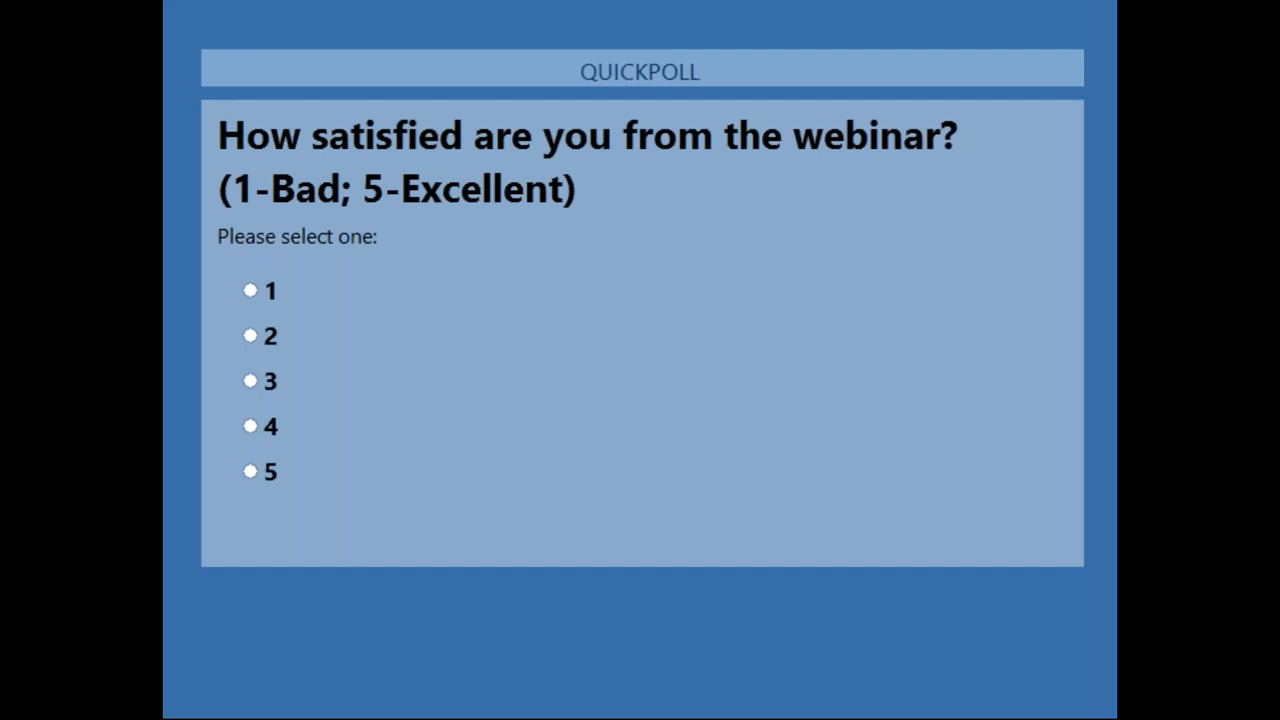 QUICKPOLL
How satisfied are you from the webinar?
(1-Bad; 5-Excellent)
Please select one:
1
2
3
4
5